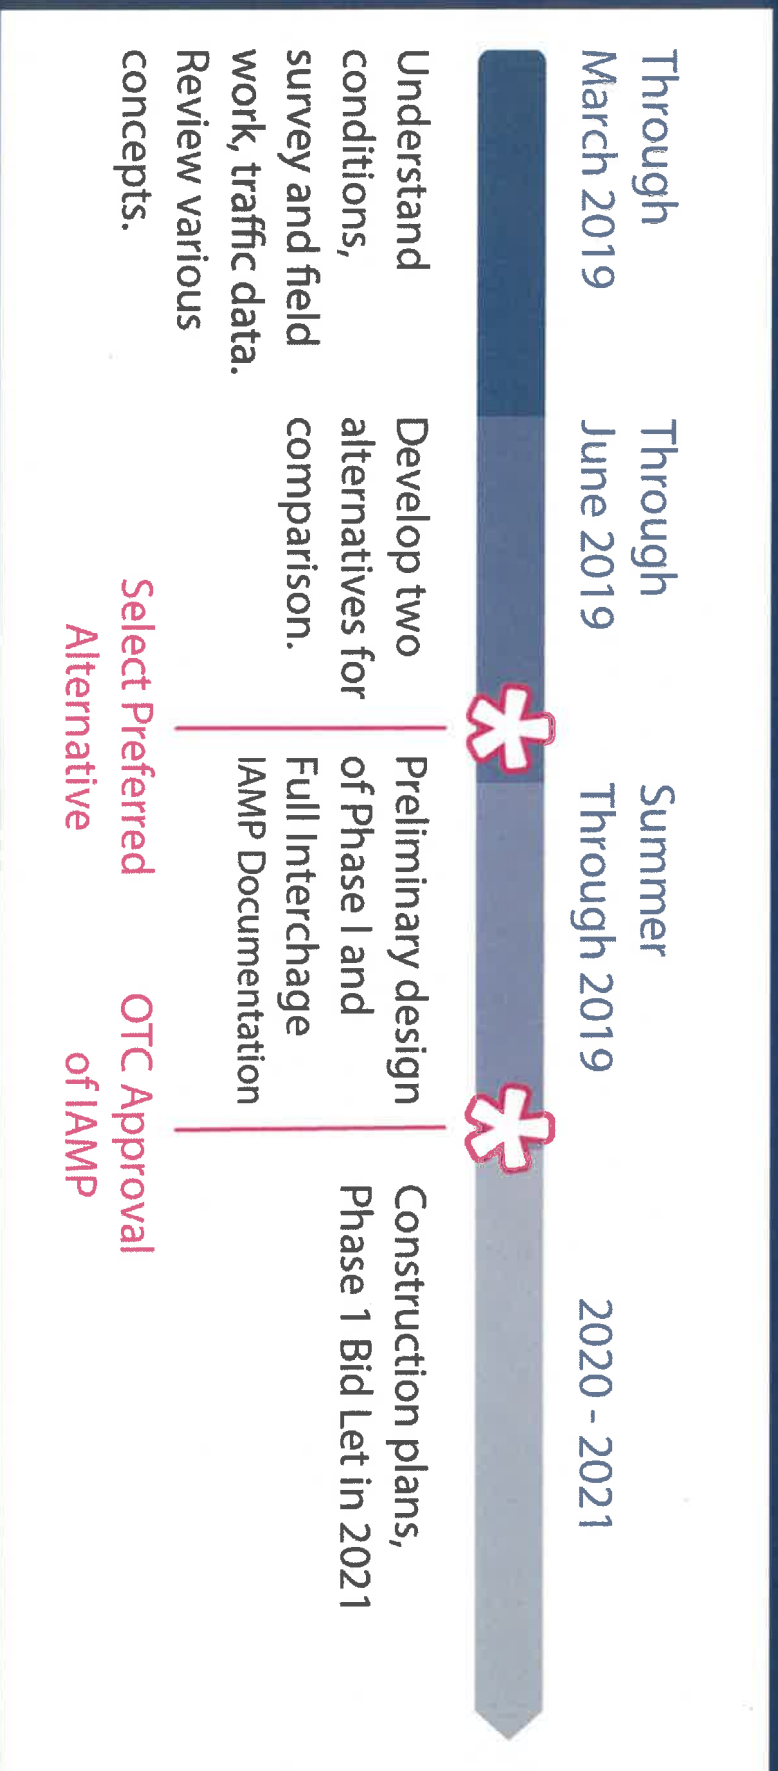 Through
March 2019
Through
June 2019
Summer
Through 2019
2020 - 2021
Understand
conditions,
survey and field
work, traffic data.
Review various
concepts.
Develop two
alternatives for
comparison.
Preliminary design
of Phase I and
Full Interchage
IAMP Documentation
Construction plans,
Phase 1 Bid Let in 2021
Select Preferred
Alternative
OTC Approval
of IAMP